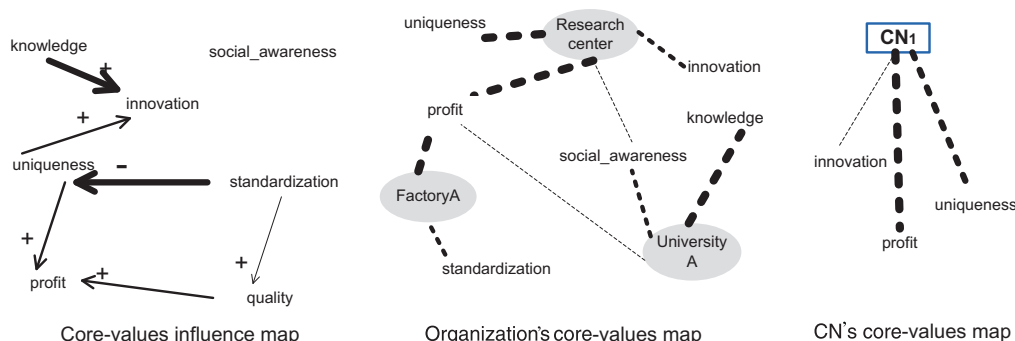 knowledge
+
social_awareness
innovation
+
uniqueness
-
standardization
+
+
profit
+
quality
Core-values influence map
uniqueness
Research
center
innovation
profit
knowledge
social_awareness
FactoryA
University
A
standardization
Organization's core-values map
CN1
innovation
uniqueness
profit
CN's core-values map